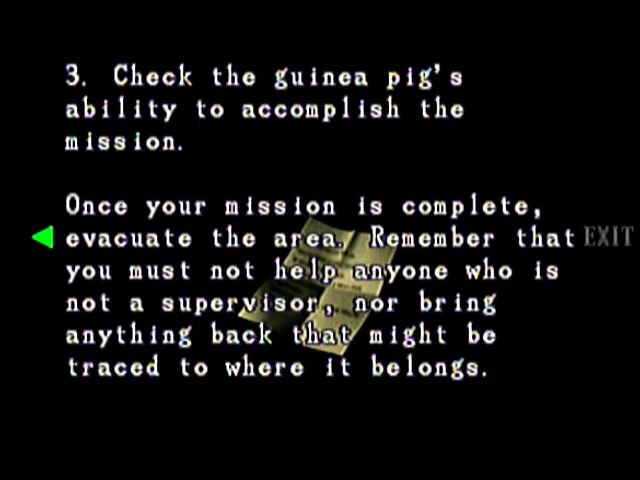 3. Check the guinea pig's
ability to accomplish the
mission.
Once your mission is complete,
evacuate the area. Remember that
EXIT
you must not help anyone who is
not a supervisor, nor bring
anything back that might be
traced to where it belongs.